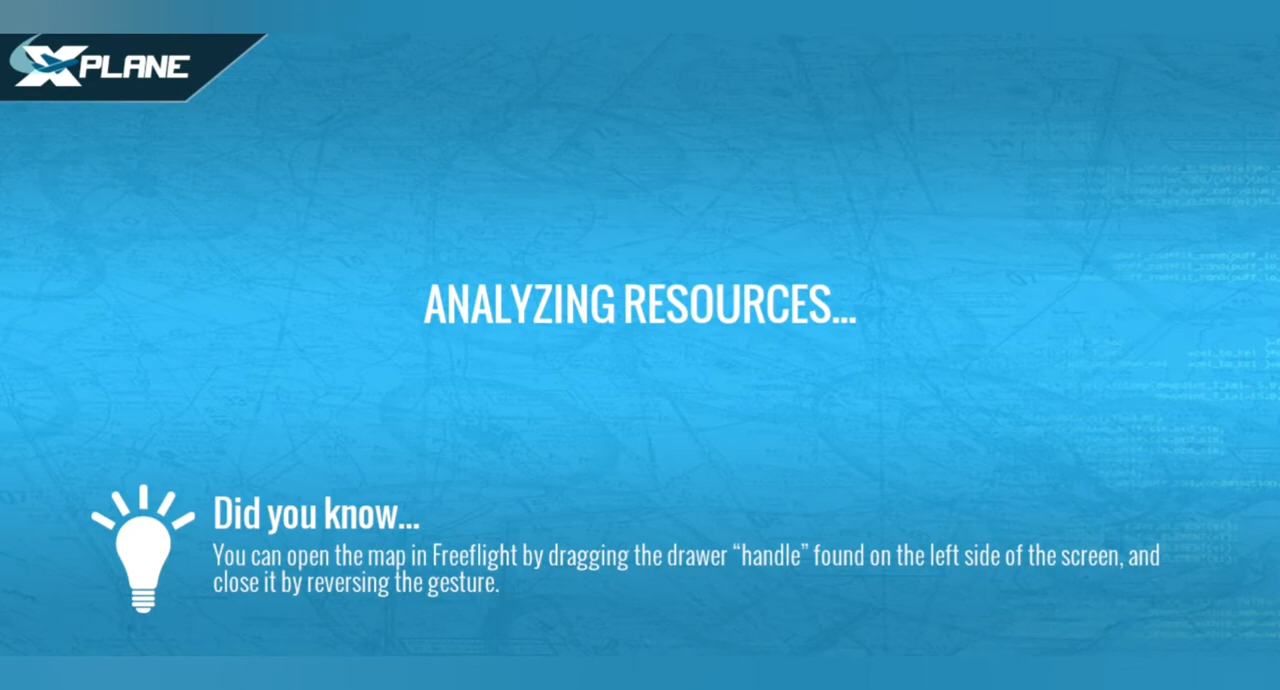 X PLANE
ANALYZING RESOURCES...
Did you know...
You can open the map in Freeflight by dragging the drawer “handle” found on the left side of the screen, and
close it by reversing the gesture.